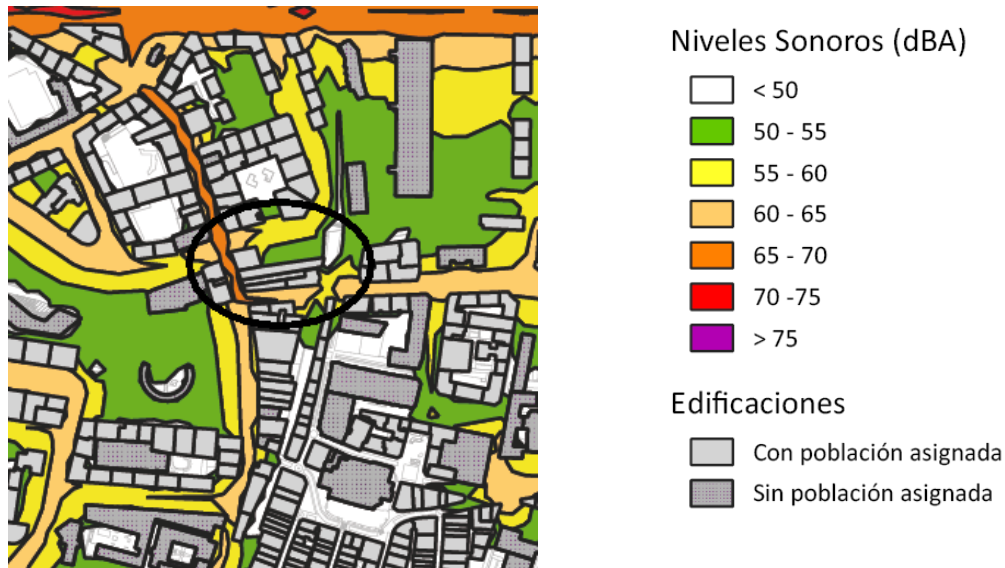 Niveles Sonoros (dBA)
< 50
50 - 55
55 - 60
60 - 65
65 - 70
70 -75
> 75
Edificaciones
Con población asignada
Sin población asignada